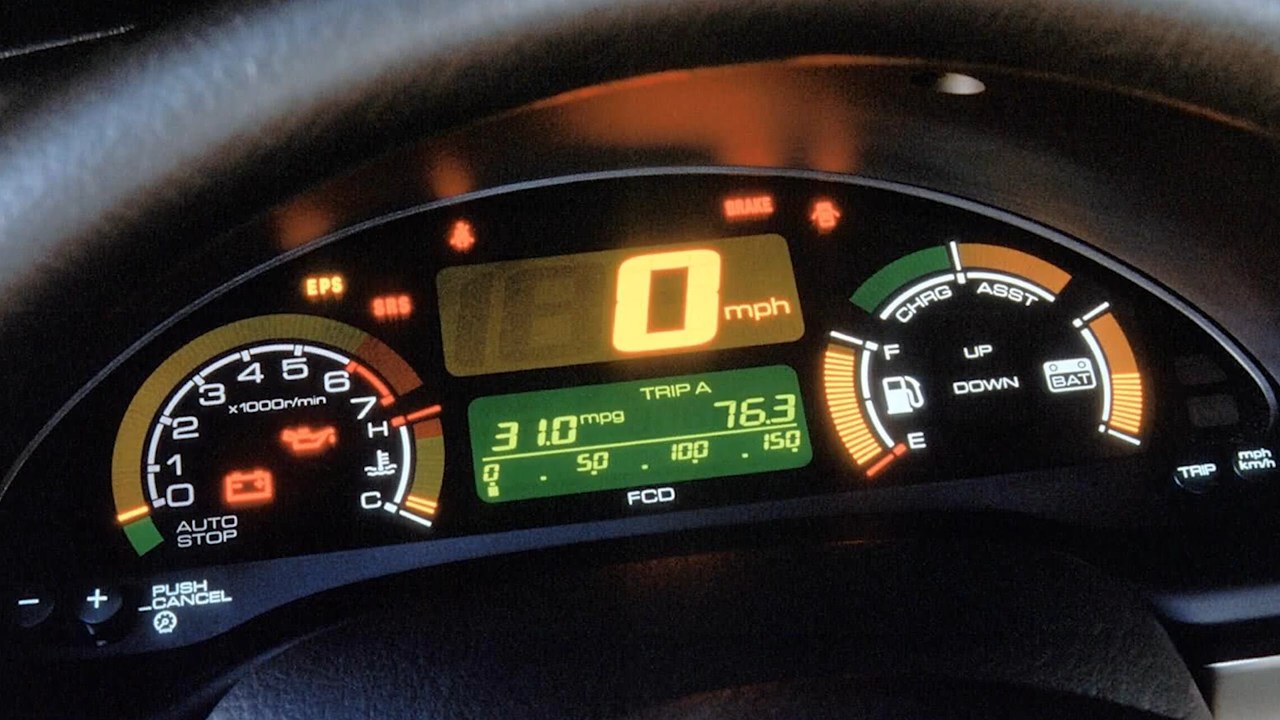 BRAKE
EPS
SRS
0 mph
TRIP A
31.0 mpg 76.3
0 . 50 . 100 . 150
FCD
0 1 2 3 4 5 6 7
x1000r/min
H
C
AUTO
STOP
CHRG ASST
F
E
UP
DOWN
BAT
TRIP
mph
km/h
- +
PUSH
CANCEL